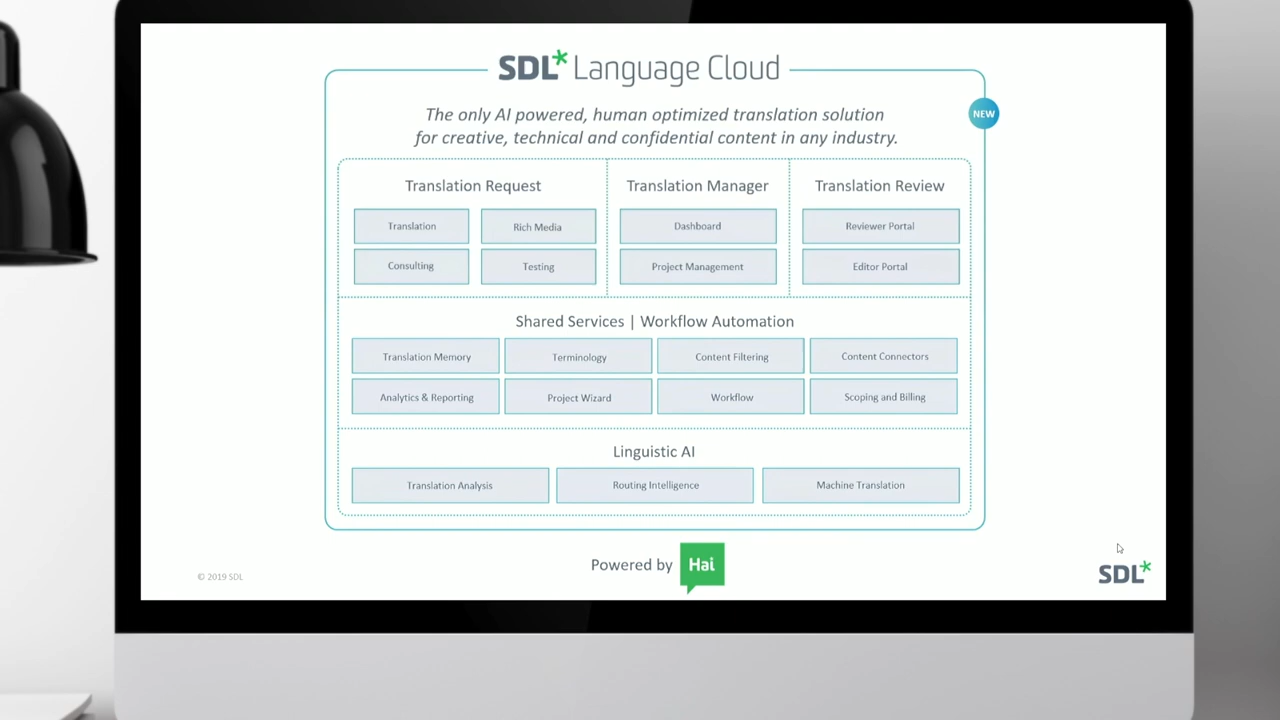 SDL* Language Cloud
The only AI powered, human optimized translation solution
for creative, technical and confidential content in any industry.
NEW
Translation Request
Translation
Rich Media
Consulting
Testing
Translation Manager
Dashboard
Project Management
Translation Review
Reviewer Portal
Editor Portal
Shared Services | Workflow Automation
Translation Memory
Terminology
Content Filtering
Content Connectors
Analytics & Reporting
Project Wizard
Workflow
Scoping and Billing
Linguistic AI
Translation Analysis
Routing Intelligence
Machine Translation
Powered by Hai
© 2019 SDL
SDL*